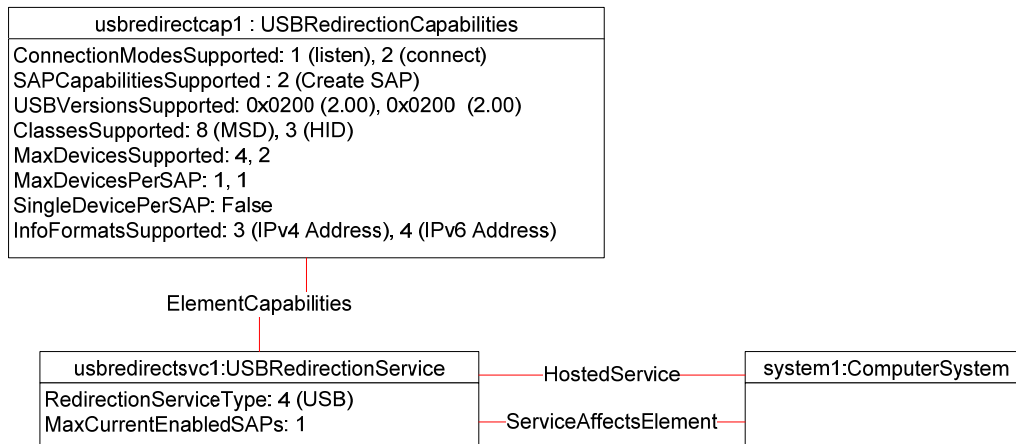 usbredirectcap1 : USBRedirectionCapabilities
ConnectionModesSupported: 1 (listen), 2 (connect)
SAPCapabilitiesSupported : 2 (Create SAP)
USBVersionsSupported: 0x0200 (2.00), 0x0200 (2.00)
ClassesSupported: 8 (MSD), 3 (HID)
MaxDevicesSupported: 4, 2
MaxDevicesPerSAP: 1, 1
SingleDevicePerSAP: False
InfoFormatsSupported: 3 (IPv4 Address), 4 (IPv6 Address)
ElementCapabilities
usbredirectsvc1:USBRedirectionService
RedirectionServiceType: 4 (USB)
MaxCurrentEnabledSAPs: 1
HostedService
ServiceAffectsElement
system1:ComputerSystem